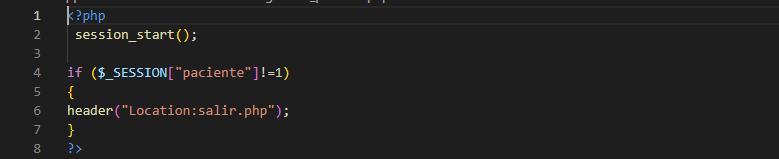 1 <?php
2 session_start();
3
4 if ($_SESSION["paciente"]!=1)
5 {
6 header("Location:salir.php");
7 }
8 ?>